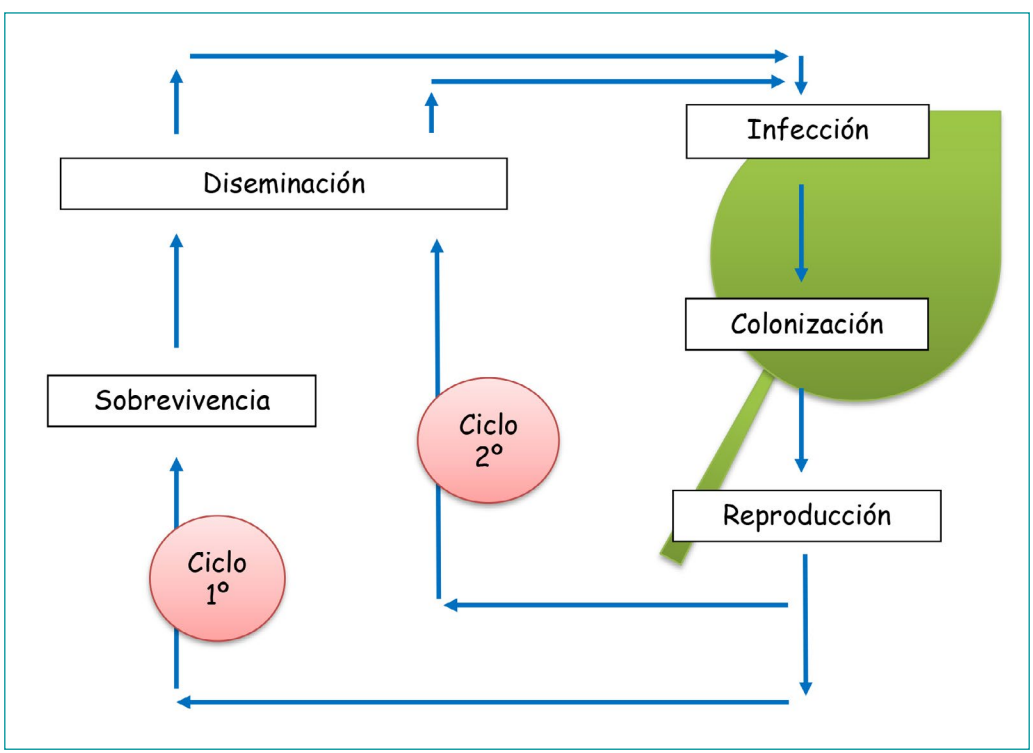 Infección
Diseminación
Colonización
Sobrevivencia
Ciclo
2º
Reproducción
Ciclo
1º